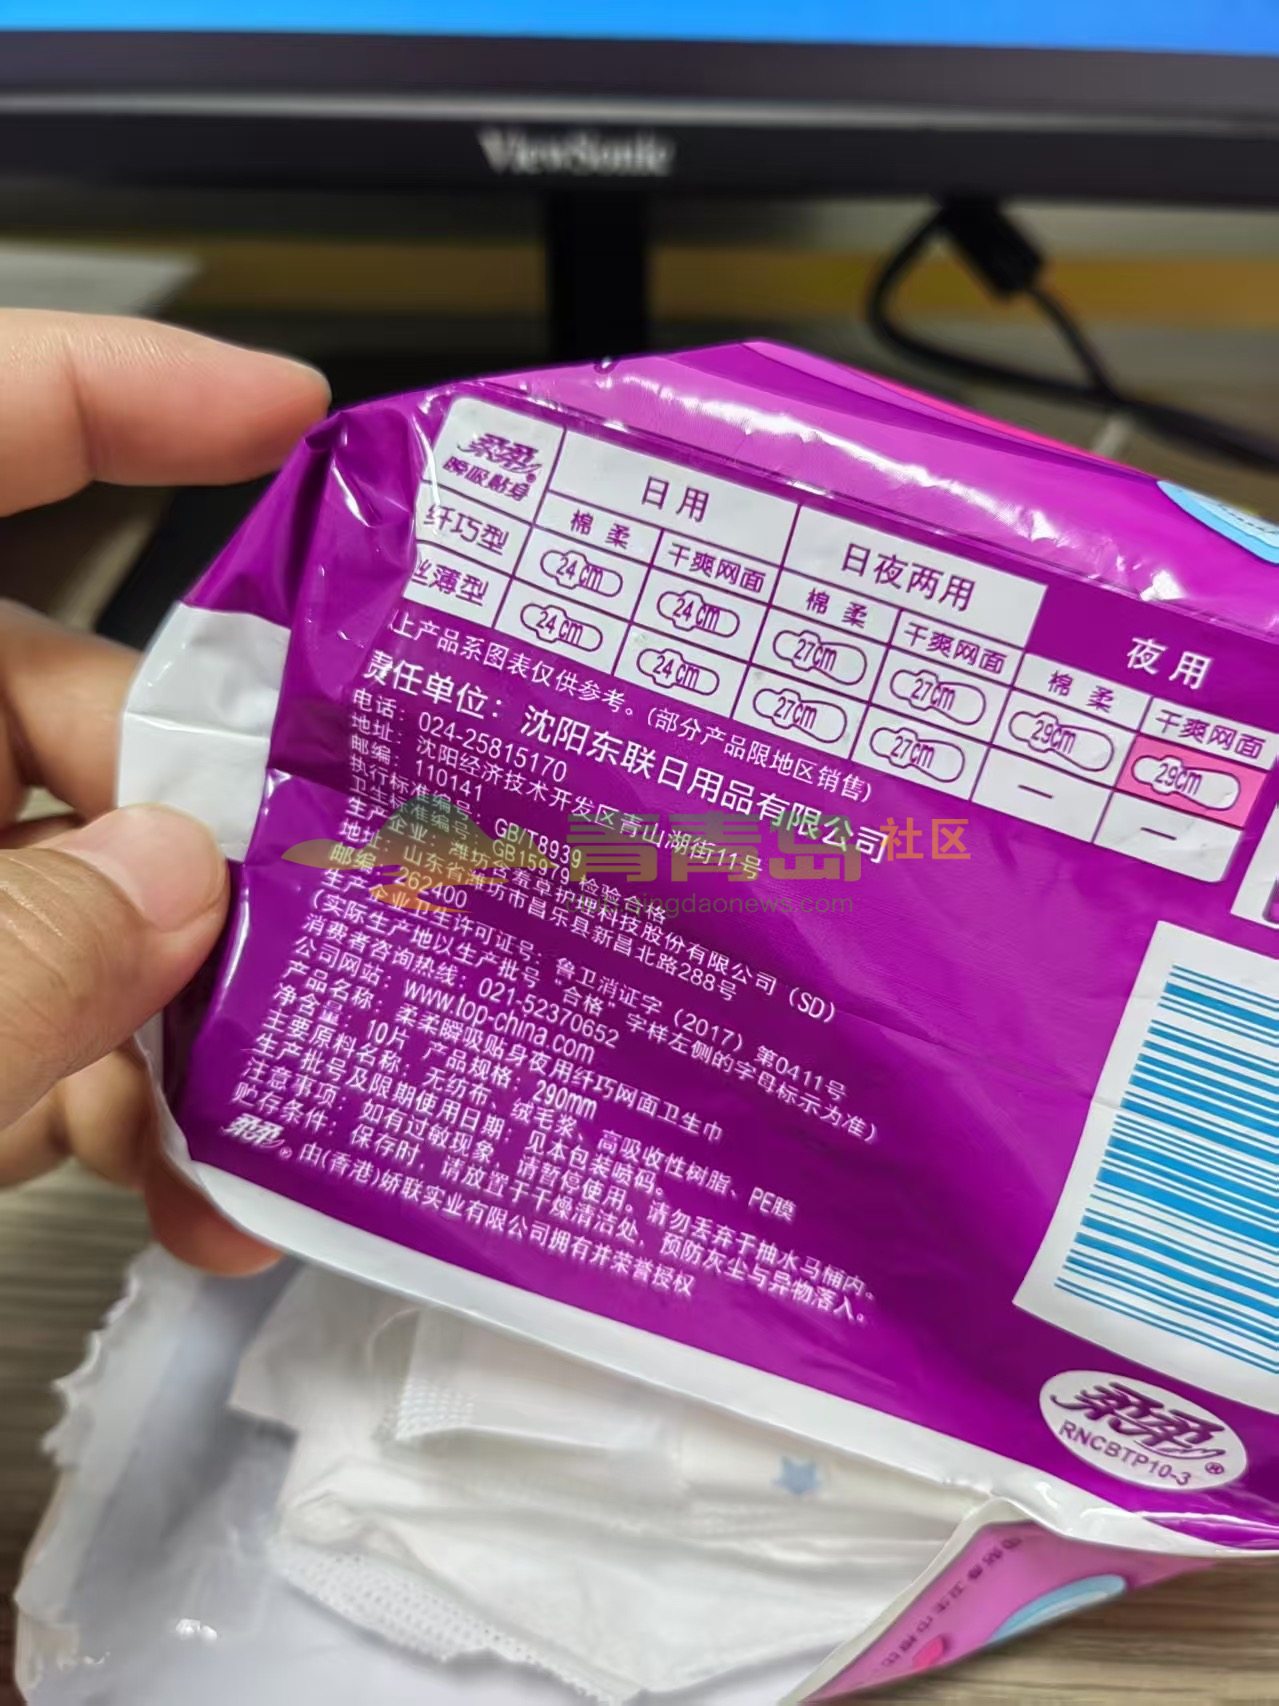 ViewSonic
柔柔®
瞬吸贴身
日用
日夜两用
夜用
棉柔
干爽网面
棉柔
干爽网面
棉柔
干爽网面
纤巧型
24cm
24cm
27cm
27cm
29cm
29cm
丝薄型
24cm
24cm
27cm
27cm
—
—
上产品系图表仅供参考。(部分产品限地区销售)
责任单位：沈阳东联日用品有限公司
电话：024-25815170
地址：沈阳经济技术开发区青山湖街11号
邮编：110141
执行标准编号：GB/T8939
卫生标准编号：GB15979 检验合格
生产企业：潍坊含羞草护理科技股份有限公司（SD）
地址：山东省潍坊市昌乐县新昌北路288号
邮编：262400
生产企业卫生许可证号：鲁卫消证字（2017）第0411号
（实际生产地以生产批号"合格"字样左侧的字母标示为准）
消费者咨询热线：021-52370652
公司网站：www.top-china.com
产品名称：柔柔瞬吸贴身夜用纤巧网面卫生巾
净含量：10片 产品规格：290mm
主要原料名称：无纺布、绒毛浆、高吸收性树脂、PE膜
生产批号及限期使用日期：见本包装喷码。
注意事项：如有过敏现象，请暂停使用。请勿丢弃于抽水马桶内。
贮存条件：保存时，请放置于干燥清洁处，预防灰尘与异物落入。
柔柔®由(香港)娇联实业有限公司拥有并荣誉授权
柔柔®
RNCBTP10-3
青青岛社区
club.qingdaonews.com